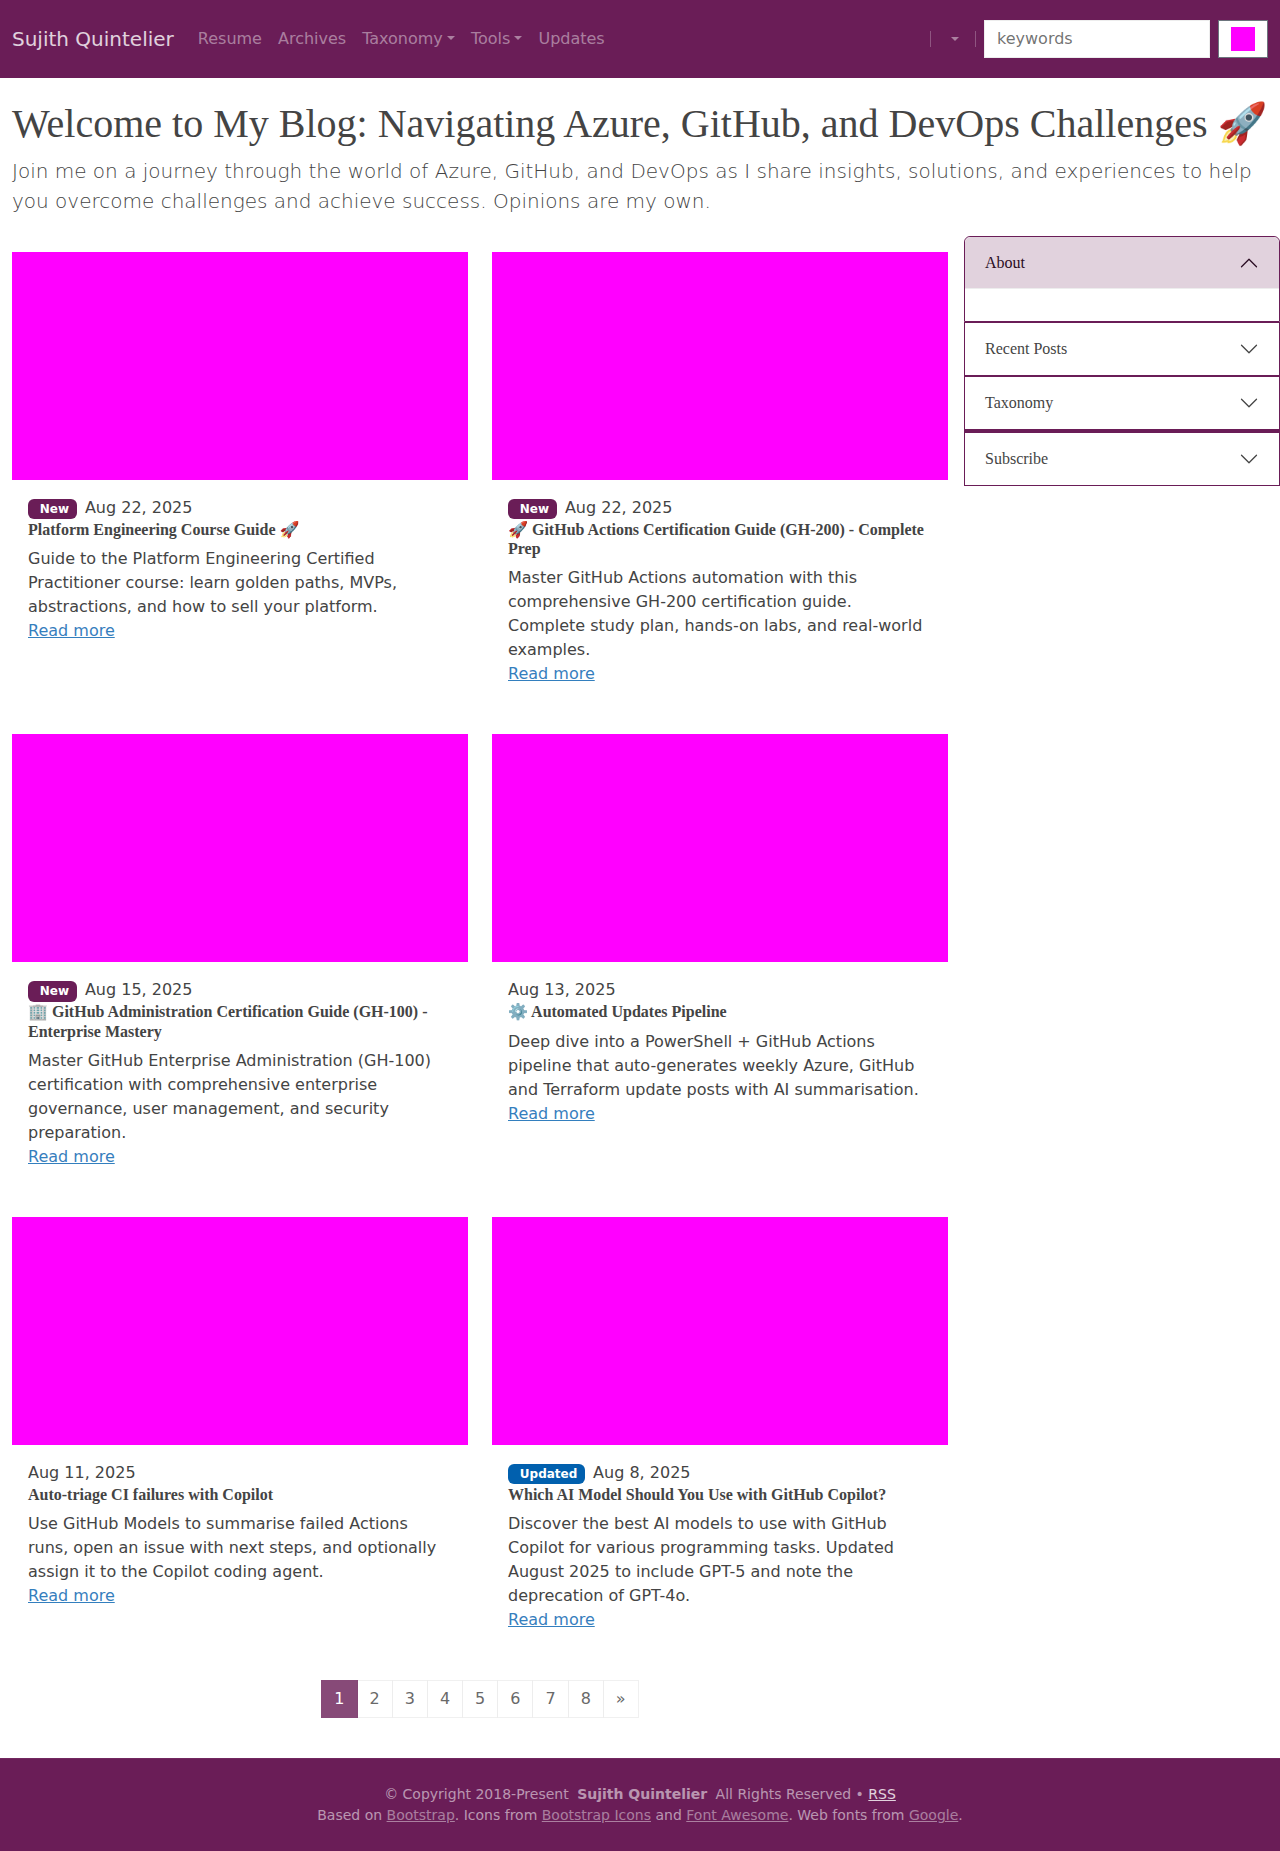 Sujith Quintelier Resume Archives Taxonomy Tools Updates keywords
Welcome to My Blog: Navigating Azure, GitHub, and DevOps Challenges 🚀
Join me on a journey through the world of Azure, GitHub, and DevOps as I share insights, solutions, and experiences to help
you overcome challenges and achieve success. Opinions are my own.
About
Recent Posts
Taxonomy
Subscribe
New Aug 22, 2025
Platform Engineering Course Guide 🚀
Guide to the Platform Engineering Certified
Practitioner course: learn golden paths, MVPs,
abstractions, and how to sell your platform.
Read more
New Aug 22, 2025
🚀 GitHub Actions Certification Guide (GH-200) - Complete
Prep
Master GitHub Actions automation with this
comprehensive GH-200 certification guide.
Complete study plan, hands-on labs, and real-world
examples.
Read more
New Aug 15, 2025
🏢 GitHub Administration Certification Guide (GH-100) -
Enterprise Mastery
Master GitHub Enterprise Administration (GH-100)
certification with comprehensive enterprise
governance, user management, and security
preparation.
Read more
Aug 13, 2025
⚙️ Automated Updates Pipeline
Deep dive into a PowerShell + GitHub Actions
pipeline that auto-generates weekly Azure, GitHub
and Terraform update posts with AI summarisation.
Read more
Aug 11, 2025
Auto-triage CI failures with Copilot
Use GitHub Models to summarise failed Actions
runs, open an issue with next steps, and optionally
assign it to the Copilot coding agent.
Read more
Updated Aug 8, 2025
Which AI Model Should You Use with GitHub Copilot?
Discover the best AI models to use with GitHub
Copilot for various programming tasks. Updated
August 2025 to include GPT-5 and note the
deprecation of GPT-4o.
Read more
1 2 3 4 5 6 7 8 »
© Copyright 2018-Present Sujith Quintelier All Rights Reserved • RSS
Based on Bootstrap. Icons from Bootstrap Icons and Font Awesome. Web fonts from Google.